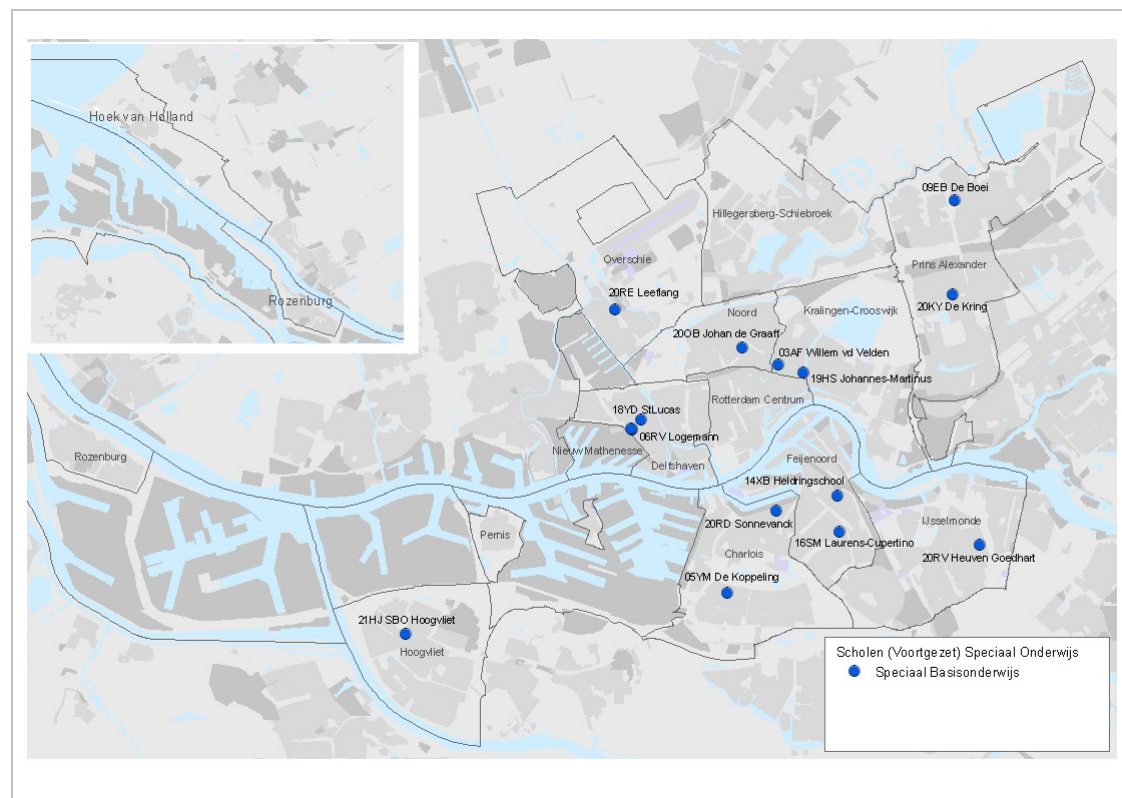 Hoek van Holland
Rozenburg
09EB De Boei
Hillegersberg-Schiebroek
Overschie
Prins Alexander
20RE Leeflang
20KY De Kring
Noord
Kralingen-Crooswijk
20OB Johan de Graaff
03AF Willem vd Velden
19HS Johannes-Martinus
Rotterdam Centrum
18YD StLucas
06RV Logemann
Nieuw Mathenesse
Delfshaven
Rozenburg
Feijenoord
14XB Heldringschool
20RD Sonnevanck
IJsselmonde
Pernis
16SM Laurens-Cupertino
Charlois
20RV Heuven Goedhart
05YM De Koppeling
21HJ SBO Hoogvliet
Hoogvliet
Scholen (Voortgezet) Speciaal Onderwijs
Speciaal Basisonderwijs